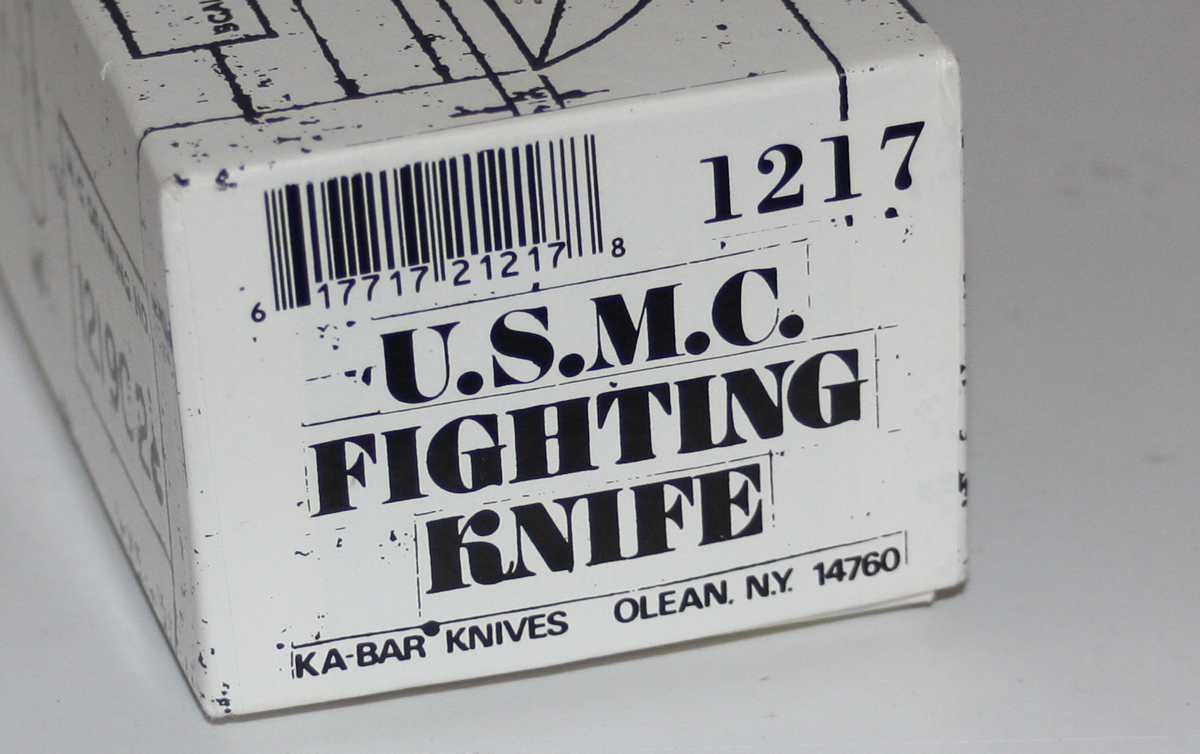 1217
6 17717 21217 8
U.S.M.C.
FIGHTING
KNIFE
KA-BAR KNIVES OLEAN, N.Y. 14760